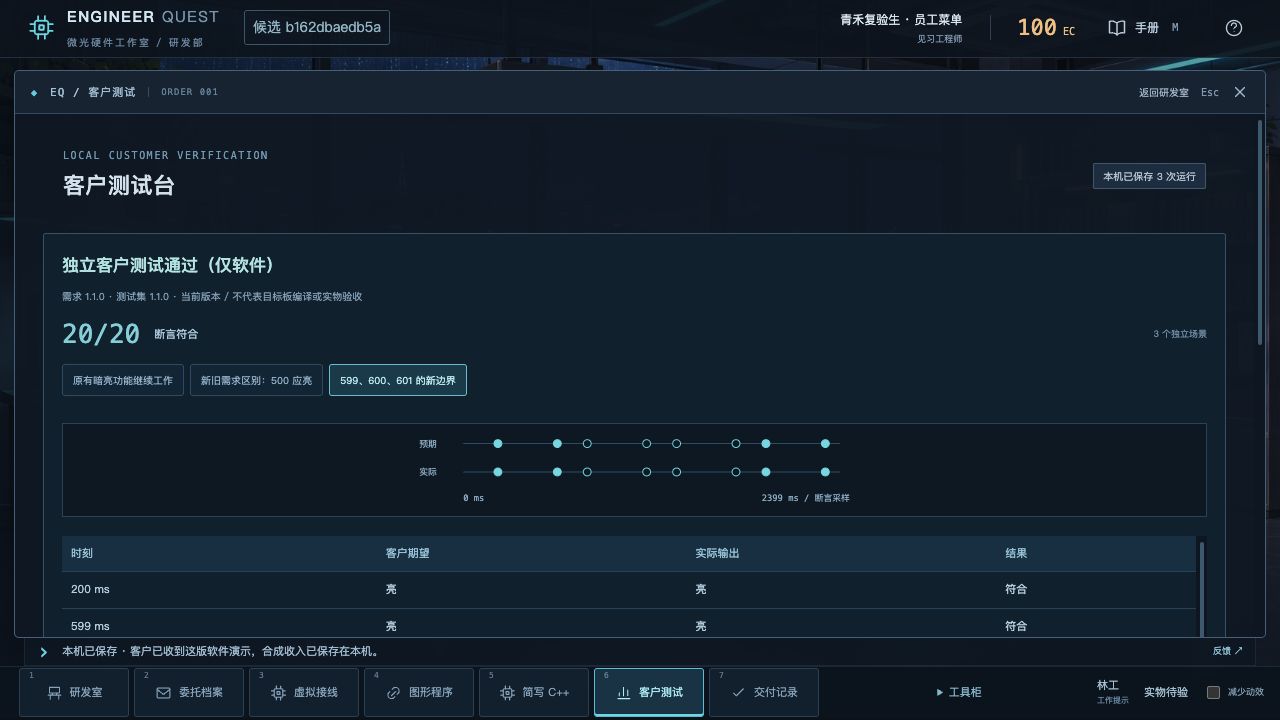 ENGINEER QUEST
微光硬件工作室 / 研发部
候选 b162dbaedb5a
青禾复验生 · 员工菜单
见习工程师
100 EC
手册 M
EQ / 客户测试
ORDER 001
返回研发室 Esc
LOCAL CUSTOMER VERIFICATION
客户测试台
本机已保存 3 次运行
独立客户测试通过（仅软件）
需求 1.1.0 · 测试集 1.1.0 · 当前版本 / 不代表目标板编译或实物验收
20/20 断言符合
3 个独立场景
原有暗亮功能继续工作
新旧需求区别：500 应亮
599、600、601 的新边界
预期
实际
0 ms
2399 ms / 断言采样
时刻 客户期望 实际输出 结果
200 ms 亮 亮 符合
599 ms 亮 亮 符合
本机已保存 · 客户已收到这版软件演示，合成收入已保存在本机。
反馈 ↗
1 研发室
2 委托档案
3 虚拟接线
4 图形程序
5 简写 C++
6 客户测试
7 交付记录
工具柜
林工
工作提示
实物待验
减少动效